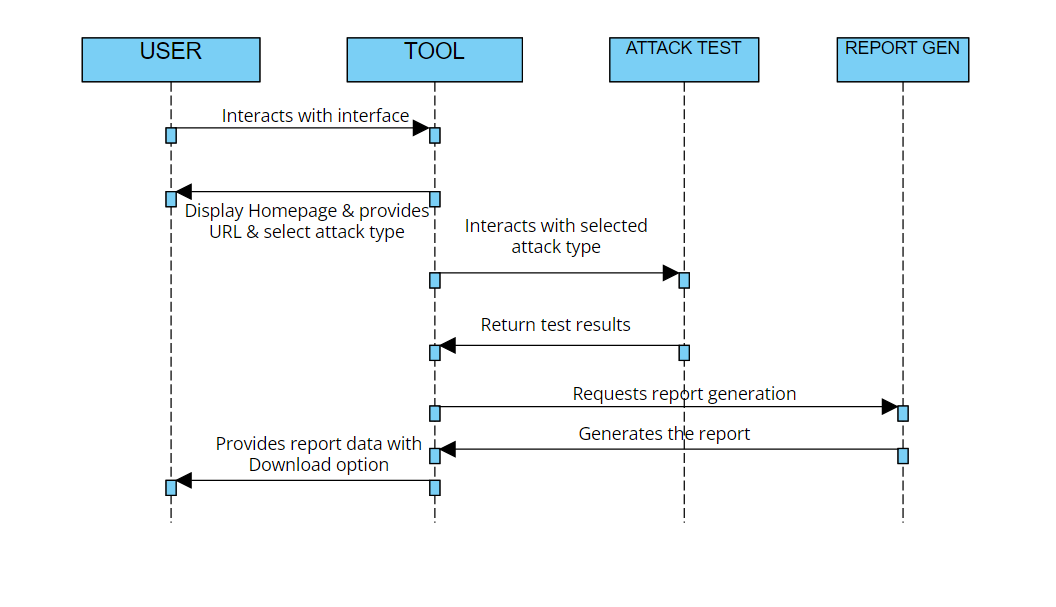 USER
TOOL
ATTACK TEST
REPORT GEN
Interacts with interface
Display Homepage & provides
URL & select attack type
Interacts with selected
attack type
Return test results
Requests report generation
Generates the report
Provides report data with
Download option